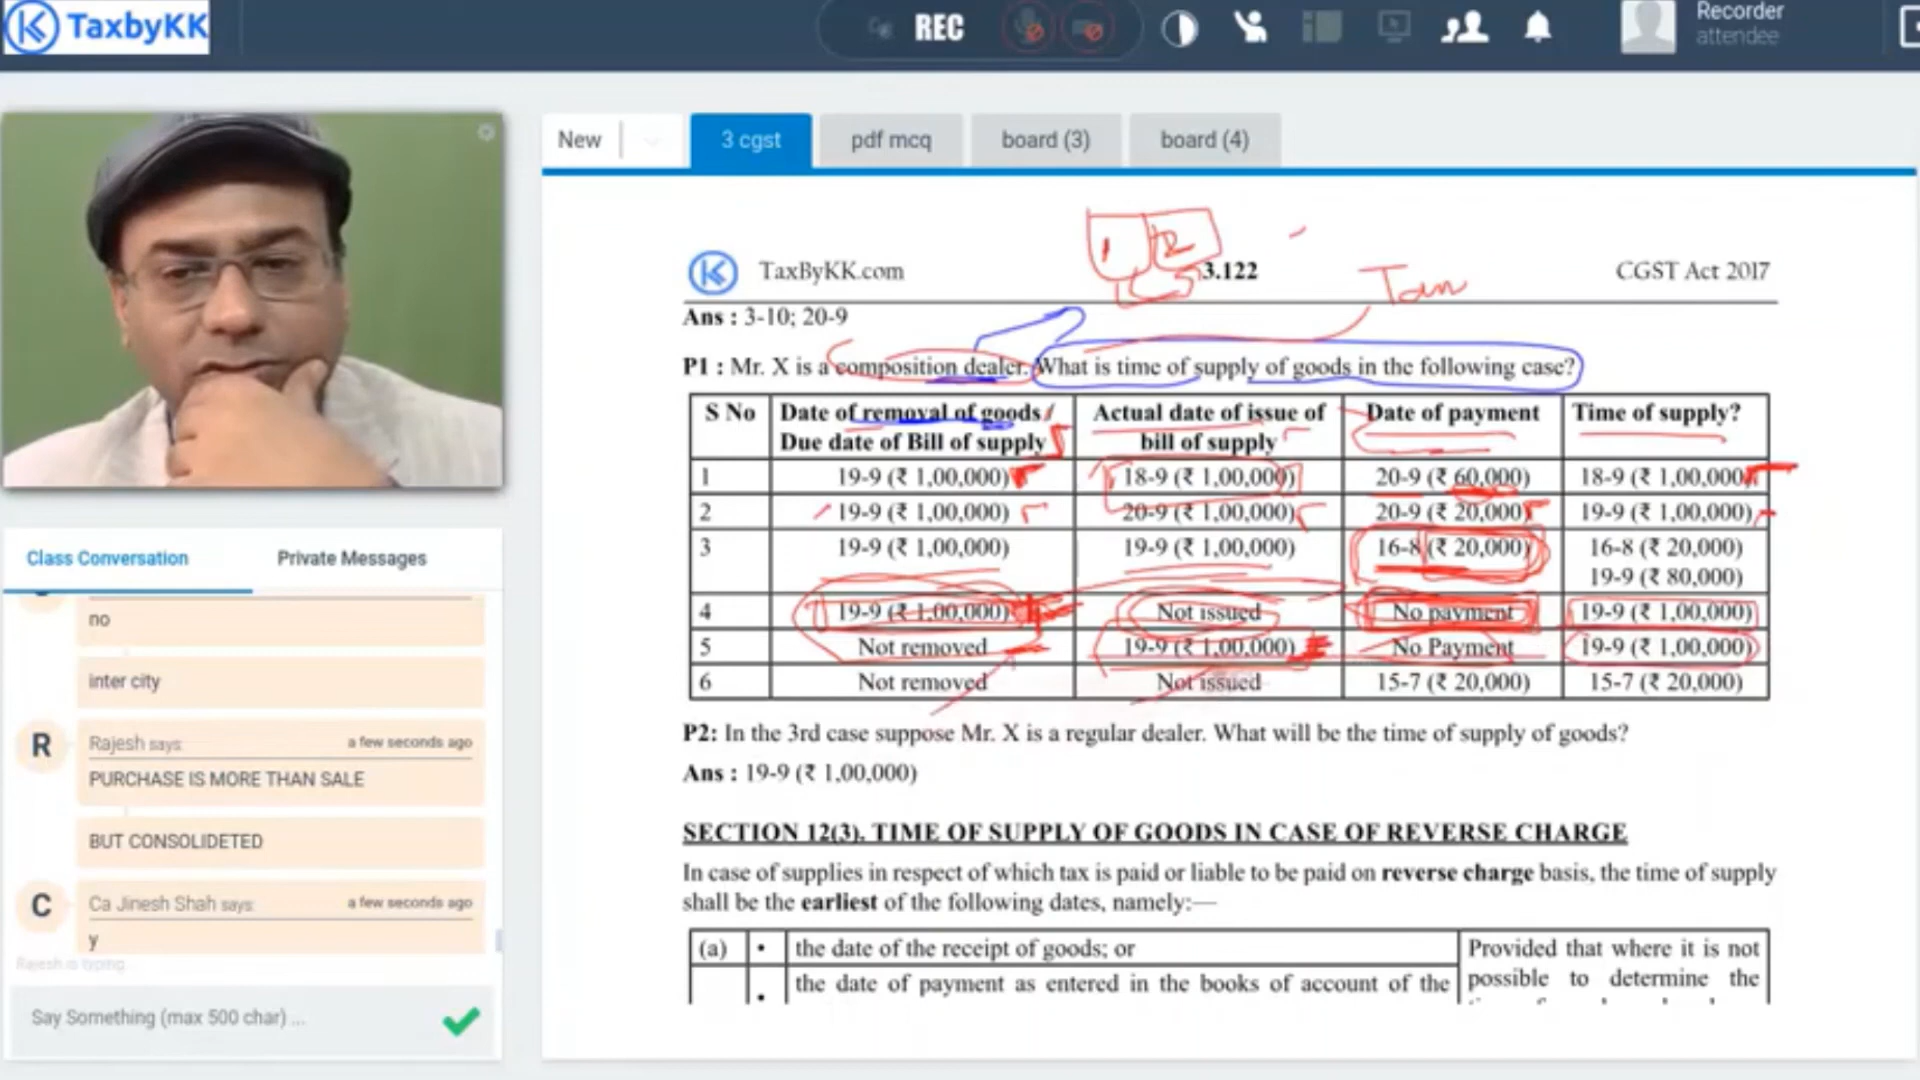 TaxbyKK
REC
Recorder
attendee
New
3 cgst
pdf mcq
board (3)
board (4)
1 2
TaxByKK.com
3.122
CGST Act 2017
Ans : 3-10; 20-9
P1 : Mr. X is a composition dealer. What is time of supply of goods in the following case?
S No
Date of removal of goods/
Due date of Bill of supply
Actual date of issue of
bill of supply
Date of payment
Time of supply?
1 19-9 (₹ 1,00,000) 18-9 (₹ 1,00,000) 20-9 (₹ 60,000) 18-9 (₹ 1,00,000)
2 19-9 (₹ 1,00,000) 20-9 (₹ 1,00,000) 20-9 (₹ 20,000) 19-9 (₹ 1,00,000)
3 19-9 (₹ 1,00,000) 19-9 (₹ 1,00,000) 16-8 (₹ 20,000) 16-8 (₹ 20,000)
19-9 (₹ 80,000)
4 19-9 (₹ 1,00,000) Not issued No payment 19-9 (₹ 1,00,000)
5 Not removed 19-9 (₹ 1,00,000) No Payment 19-9 (₹ 1,00,000)
6 Not removed Not issued 15-7 (₹ 20,000) 15-7 (₹ 20,000)
P2: In the 3rd case suppose Mr. X is a regular dealer. What will be the time of supply of goods?
Ans : 19-9 (₹ 1,00,000)
SECTION 12(3). TIME OF SUPPLY OF GOODS IN CASE OF REVERSE CHARGE
In case of supplies in respect of which tax is paid or liable to be paid on reverse charge basis, the time of supply
shall be the earliest of the following dates, namely:—
(a) • the date of the receipt of goods; or
• the date of payment as entered in the books of account of the
Provided that where it is not
possible to determine the
Class Conversation
Private Messages
no
inter city
R
Rajesh says:
a few seconds ago
PURCHASE IS MORE THAN SALE
BUT CONSOLIDETED
C
Ca Jinesh Shah says:
a few seconds ago
y
Rajesh is typing
Say Something (max 500 char) ...